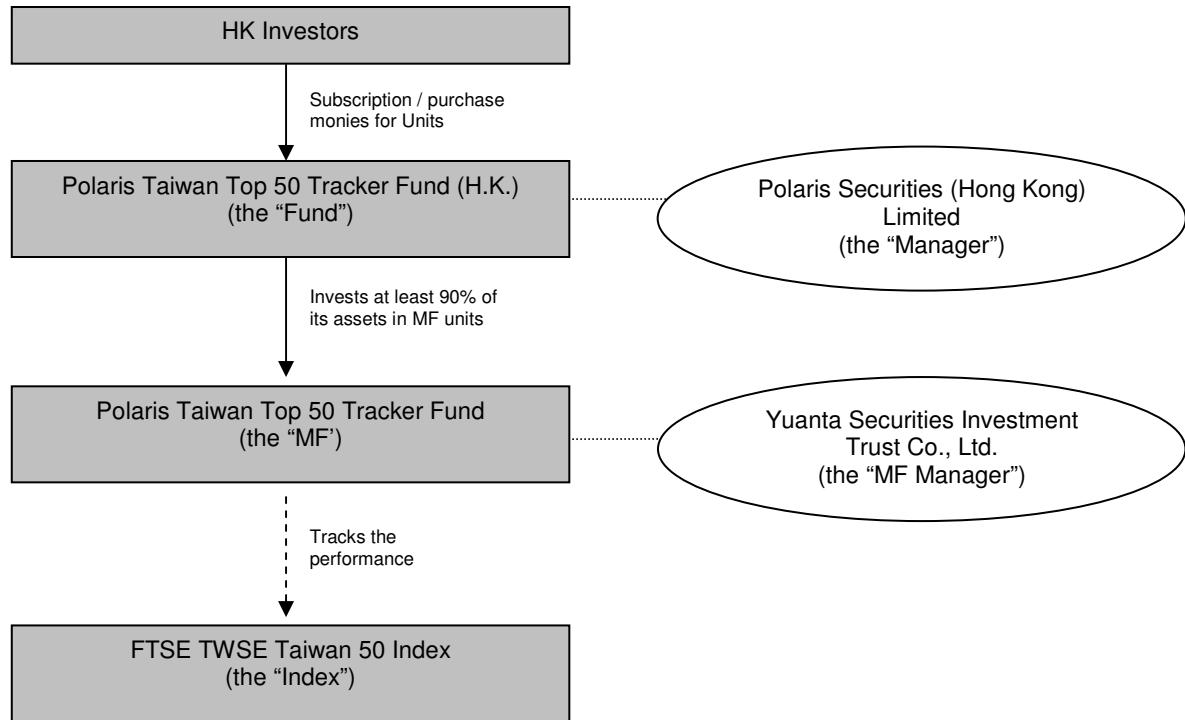 HK Investors
Subscription / purchase
monies for Units
Polaris Taiwan Top 50 Tracker Fund (H.K.)
(the “Fund”)
Polaris Securities (Hong Kong)
Limited
(the “Manager”)
Invests at least 90% of
its assets in MF units
Polaris Taiwan Top 50 Tracker Fund
(the “MF’)
Yuanta Securities Investment
Trust Co., Ltd.
(the “MF Manager”)
Tracks the
performance
FTSE TWSE Taiwan 50 Index
(the “Index”)